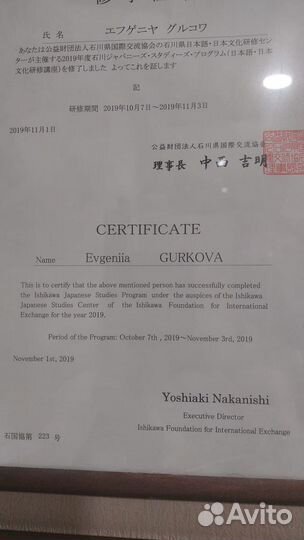 氏名 エフゲニヤ グルコワ
あなたは公益財団法人石川県国際交流協会の石川県日本語・日本文化研修セン
ターが主催する2019年度石川ジャパニーズ・スタディーズ・プログラム(日本語・日本
文化研修講座)を修了しました よってこれを証します
記
研修期間 2019年10月7日~2019年11月3日
2019年11月1日
公益財団法人石川県国際交流協会
理事長 中西 吉明
CERTIFICATE
Name Evgeniia GURKOVA
This is to certify that the above mentioned person has successfully completed
the Ishikawa Japanese Studies Program under the auspices of the Ishikawa
Japanese Studies Center of the Ishikawa Foundation for International
Exchange for the year 2019.
Period of the Program: October 7th, 2019~November 3rd, 2019
November 1st, 2019
Yoshiaki Nakanishi
Executive Director
Ishikawa Foundation for International Exchange
石国協第 223 号
Avito